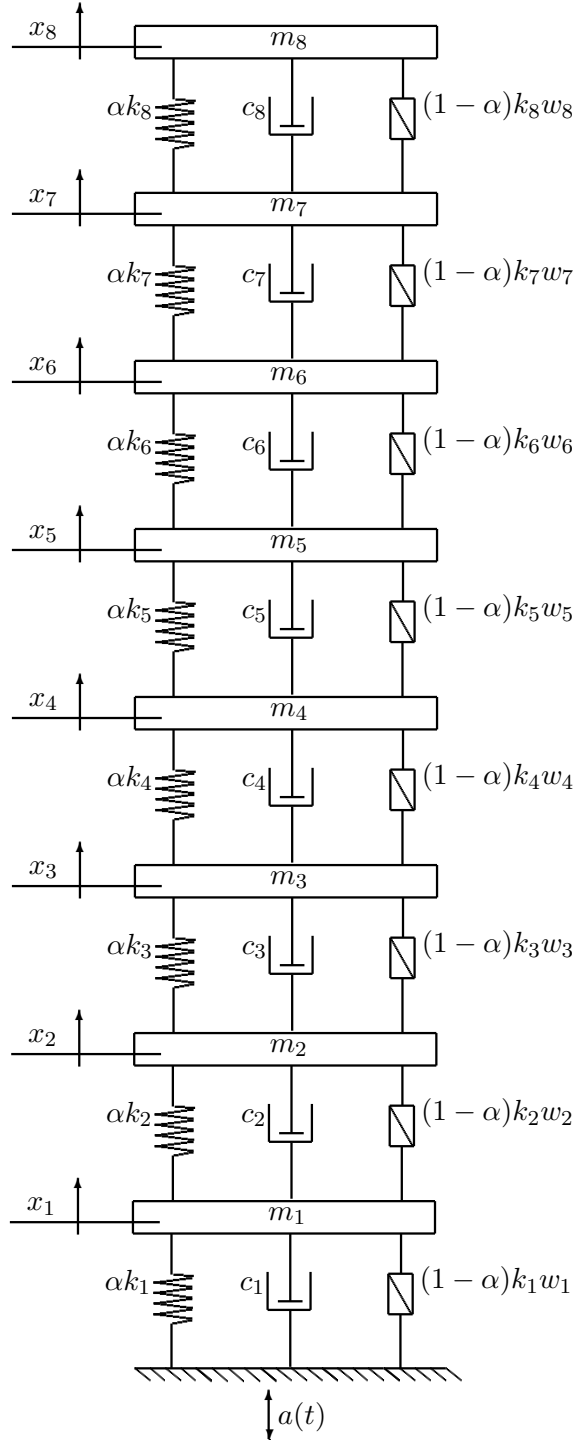 x₈ m₈
αk₈ c₈ (1 − α)k₈w₈
x₇ m₇
αk₇ c₇ (1 − α)k₇w₇
x₆ m₆
αk₆ c₆ (1 − α)k₆w₆
x₅ m₅
αk₅ c₅ (1 − α)k₅w₅
x₄ m₄
αk₄ c₄ (1 − α)k₄w₄
x₃ m₃
αk₃ c₃ (1 − α)k₃w₃
x₂ m₂
αk₂ c₂ (1 − α)k₂w₂
x₁ m₁
αk₁ c₁ (1 − α)k₁w₁
a(t)